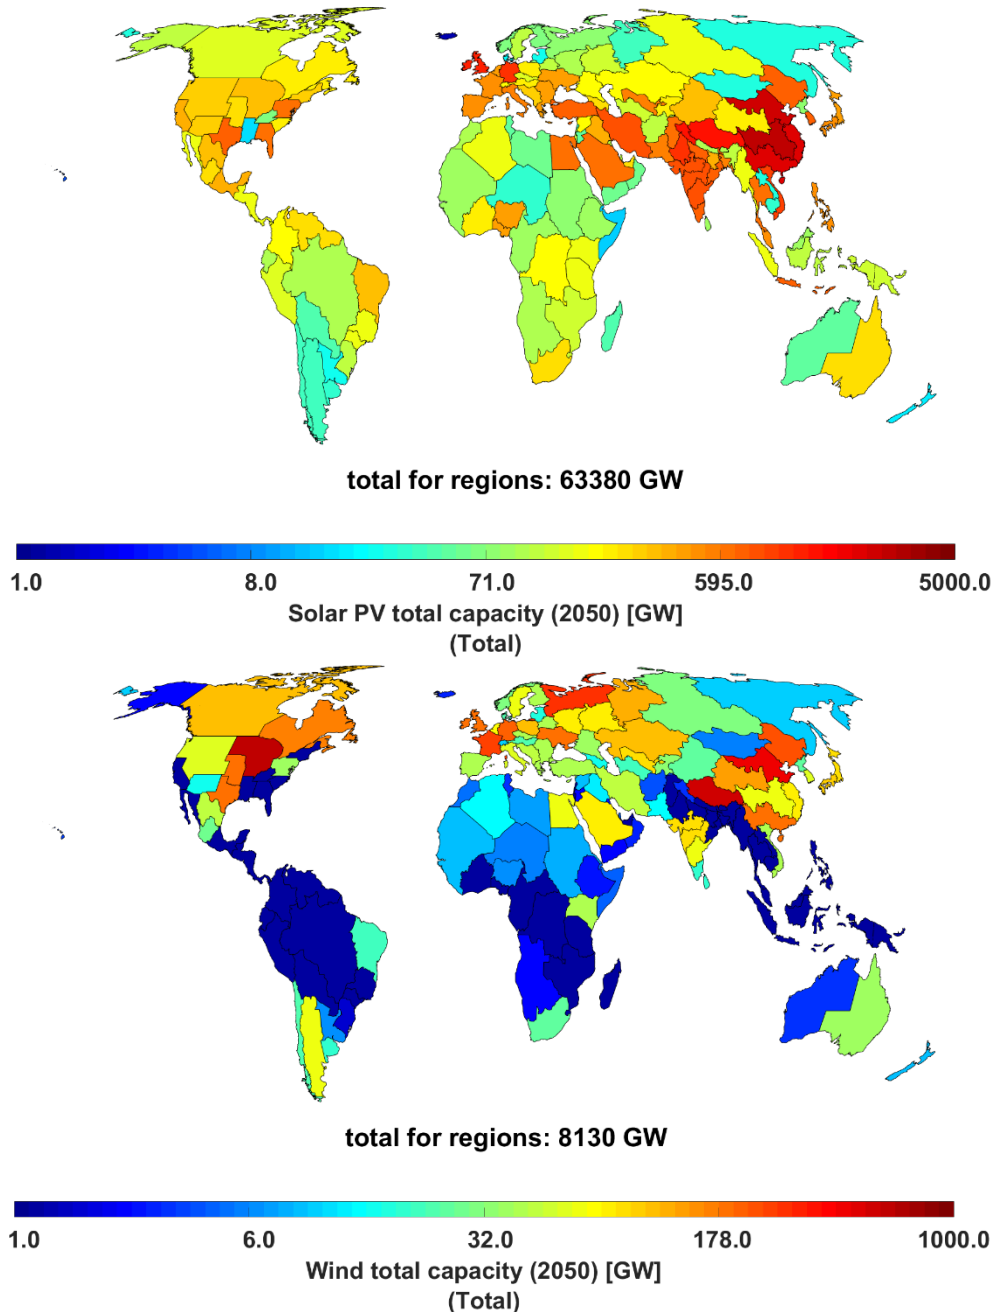 total for regions: 63380 GW
1.0 8.0 71.0 595.0 5000.0
Solar PV total capacity (2050) [GW]
(Total)
total for regions: 8130 GW
1.0 6.0 32.0 178.0 1000.0
Wind total capacity (2050) [GW]
(Total)